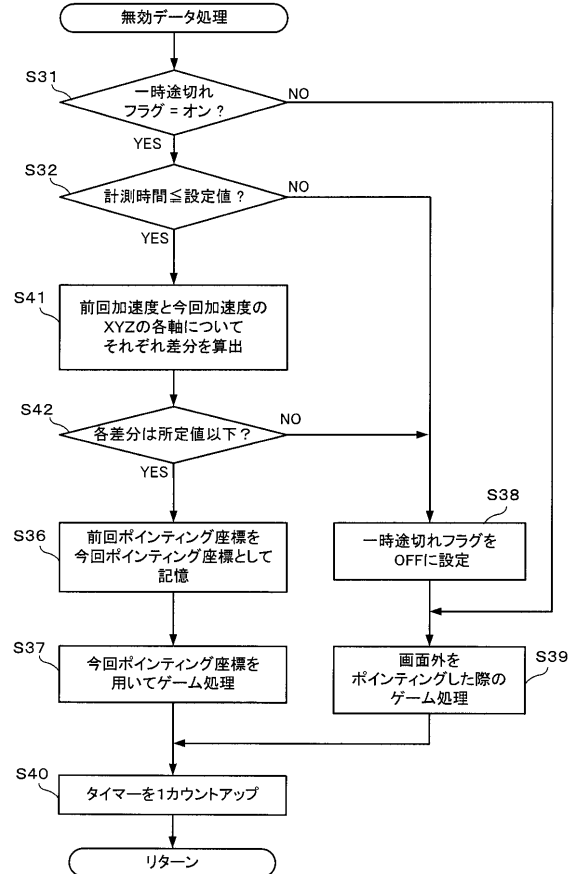 無効データ処理
S31
一時途切れ
フラグ = オン ?
NO
YES
S32
計測時間≦設定値 ?
NO
YES
S41
前回加速度と今回加速度の
XYZの各軸について
それぞれ差分を算出
S42
各差分は所定値以下?
NO
YES
S36
前回ポインティング座標を
今回ポインティング座標として
記憶
S38
一時途切れフラグを
OFFに設定
S37
今回ポインティング座標を
用いてゲーム処理
S39
画面外を
ポインティングした際の
ゲーム処理
S40
タイマーを1カウントアップ
リターン